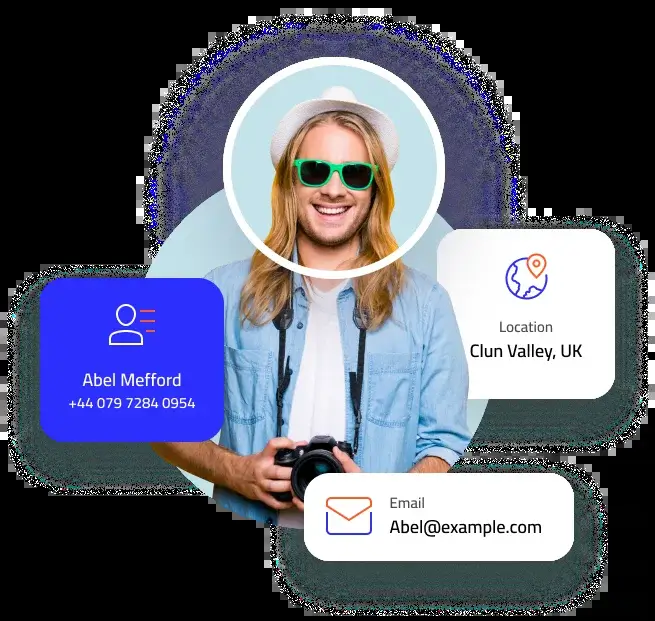 Abel Mefford
+44 079 7284 0954
Location
Clun Valley, UK
Email
Abel@example.com